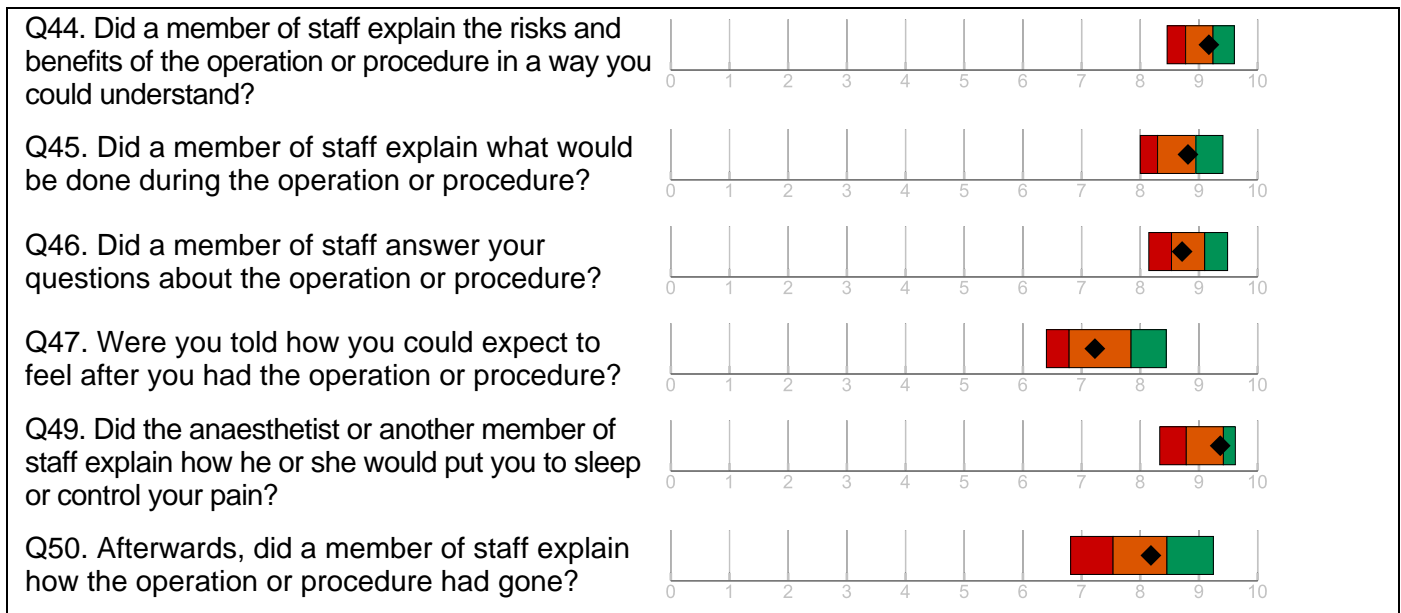 Q44. Did a member of staff explain the risks and
benefits of the operation or procedure in a way you
could understand?
0 1 2 3 4 5 6 7 8 9 10
Q45. Did a member of staff explain what would
be done during the operation or procedure?
0 1 2 3 4 5 6 7 8 9 10
Q46. Did a member of staff answer your
questions about the operation or procedure?
0 1 2 3 4 5 6 7 8 9 10
Q47. Were you told how you could expect to
feel after you had the operation or procedure?
0 1 2 3 4 5 6 7 8 9 10
Q49. Did the anaesthetist or another member of
staff explain how he or she would put you to sleep
or control your pain?
0 1 2 3 4 5 6 7 8 9 10
Q50. Afterwards, did a member of staff explain
how the operation or procedure had gone?
0 1 2 3 4 5 6 7 8 9 10